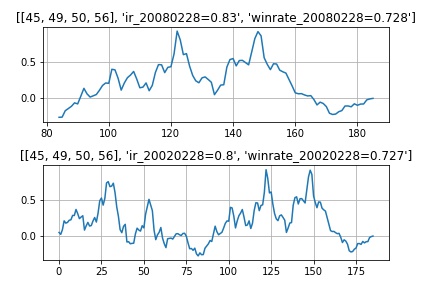 [[45, 49, 50, 56], 'ir_20080228=0.83', 'winrate_20080228=0.728']
0.5
0.0
80 100 120 140 160 180
[[45, 49, 50, 56], 'ir_20020228=0.8', 'winrate_20020228=0.727']
0.5
0.0
0 25 50 75 100 125 150 175